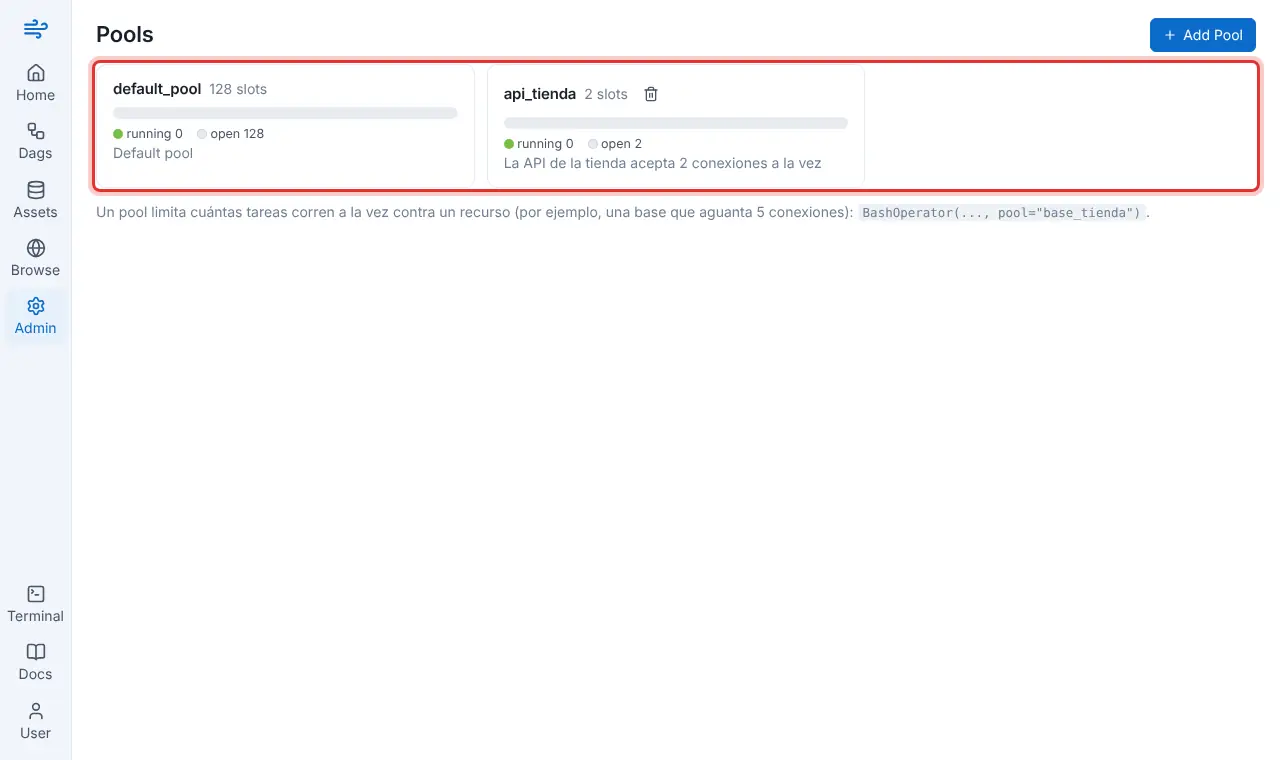 Pools
Add Pool
Home
Dags
Assets
Browse
Admin
Terminal
Docs
User
default_pool 128 slots
running 0 open 128
Default pool
api_tienda 2 slots
running 0 open 2
La API de la tienda acepta 2 conexiones a la vez
Un pool limita cuántas tareas corren a la vez contra un recurso (por ejemplo, una base que aguanta 5 conexiones): BashOperator(..., pool="base_tienda").